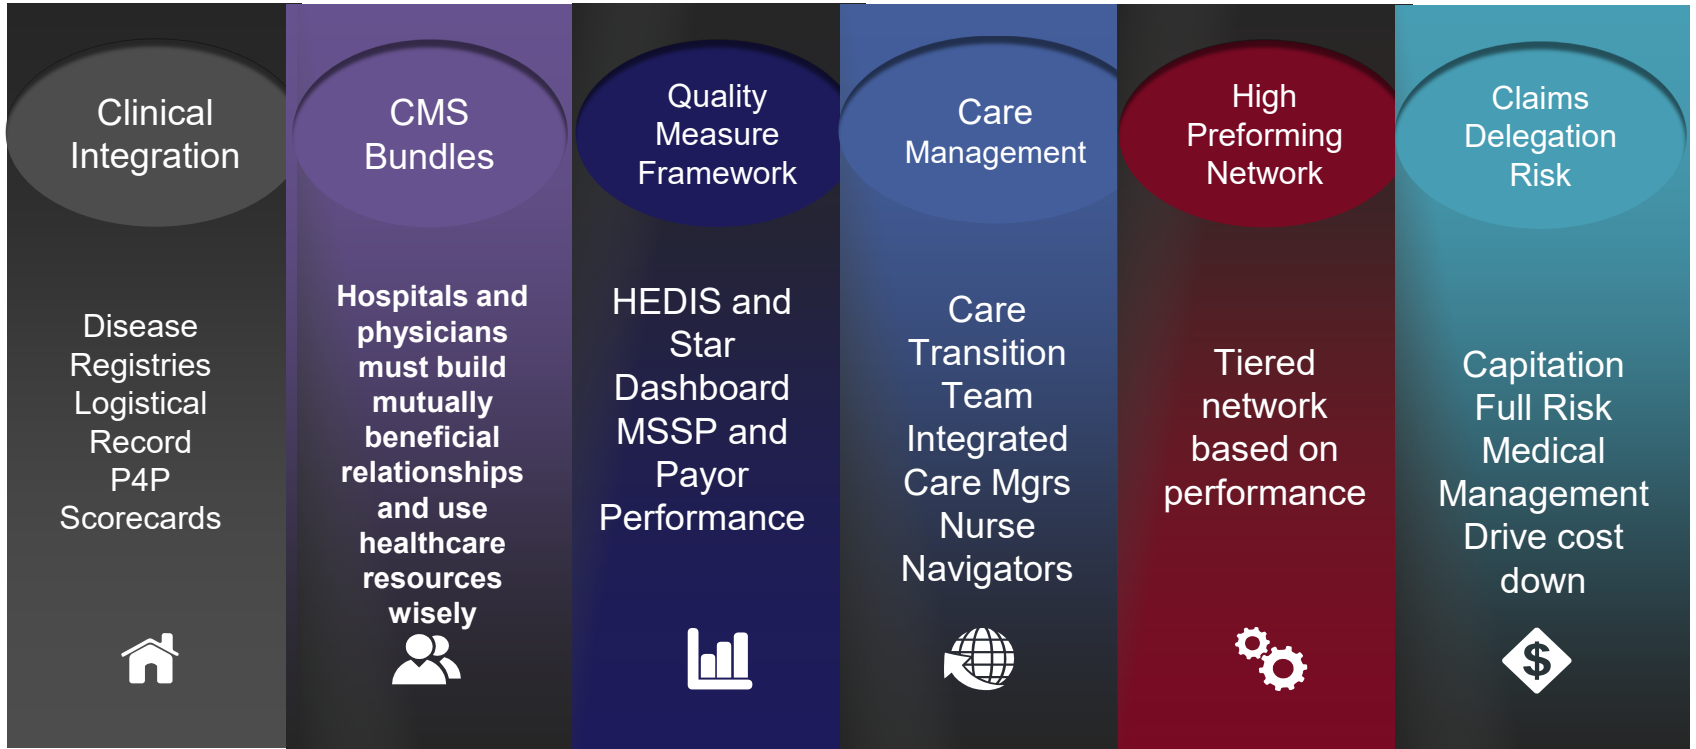 Clinical
Integration
Disease
Registries
Logistical
Record
P4P
Scorecards
CMS
Bundles
Hospitals and
physicians
must build
mutually
beneficial
relationships
and use
healthcare
resources
wisely
Quality
Measure
Framework
HEDIS and
Star
Dashboard
MSSP and
Payor
Performance
Care
Management
Care
Transition
Team
Integrated
Care Mgrs
Nurse
Navigators
High
Preforming
Network
Tiered
network
based on
performance
Claims
Delegation
Risk
Capitation
Full Risk
Medical
Management
Drive cost
down
$